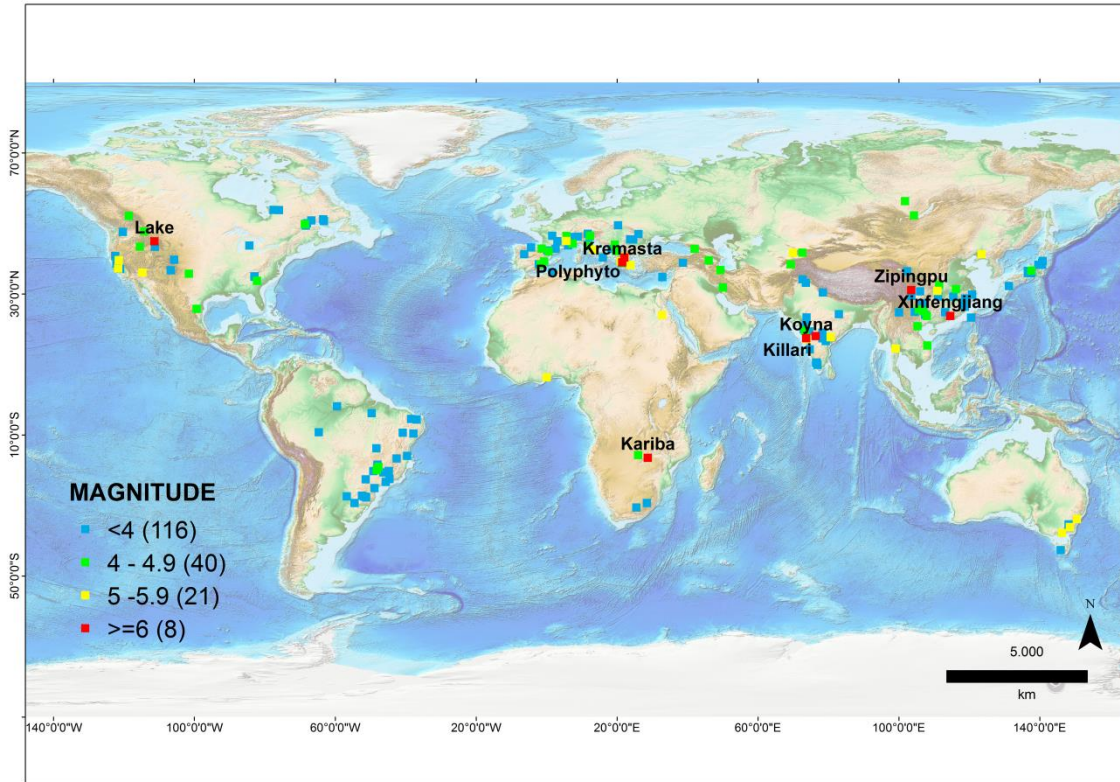 70°0'0"N
Lake
Kremasta
Polyphyto
Zipingpu
30°0'0"N
Xinfengjiang
Koyna
Killari
10°0'0"S
Kariba
MAGNITUDE
<4 (116)
4 - 4.9 (40)
5 -5.9 (21)
>=6 (8)
50°0'0"S
N
5.000
km
140°0'0"W 100°0'0"W 60°0'0"W 20°0'0"W 20°0'0"E 60°0'0"E 100°0'0"E 140°0'0"E